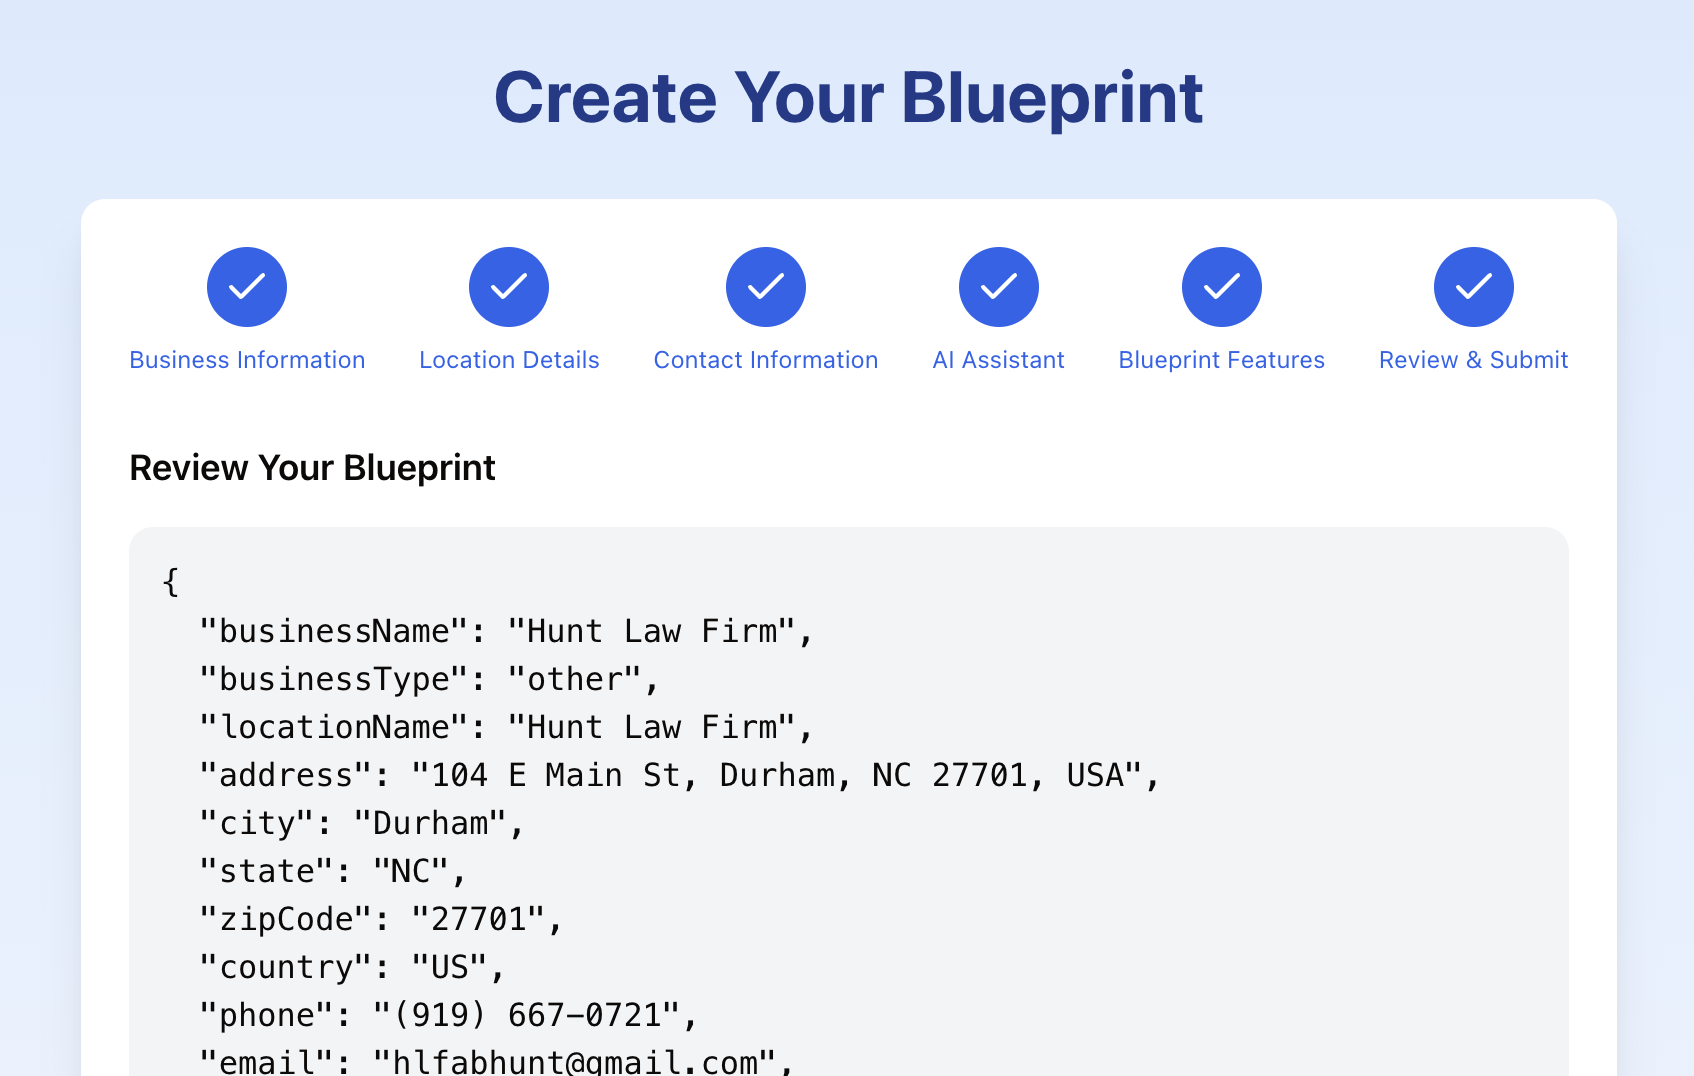 Create Your Blueprint
Business Information
Location Details
Contact Information
AI Assistant
Blueprint Features
Review & Submit
Review Your Blueprint
{
"businessName": "Hunt Law Firm",
"businessType": "other",
"locationName": "Hunt Law Firm",
"address": "104 E Main St, Durham, NC 27701, USA",
"city": "Durham",
"state": "NC",
"zipCode": "27701",
"country": "US",
"phone": "(919) 667-0721",
"email": "hlfabhunt@gmail.com",